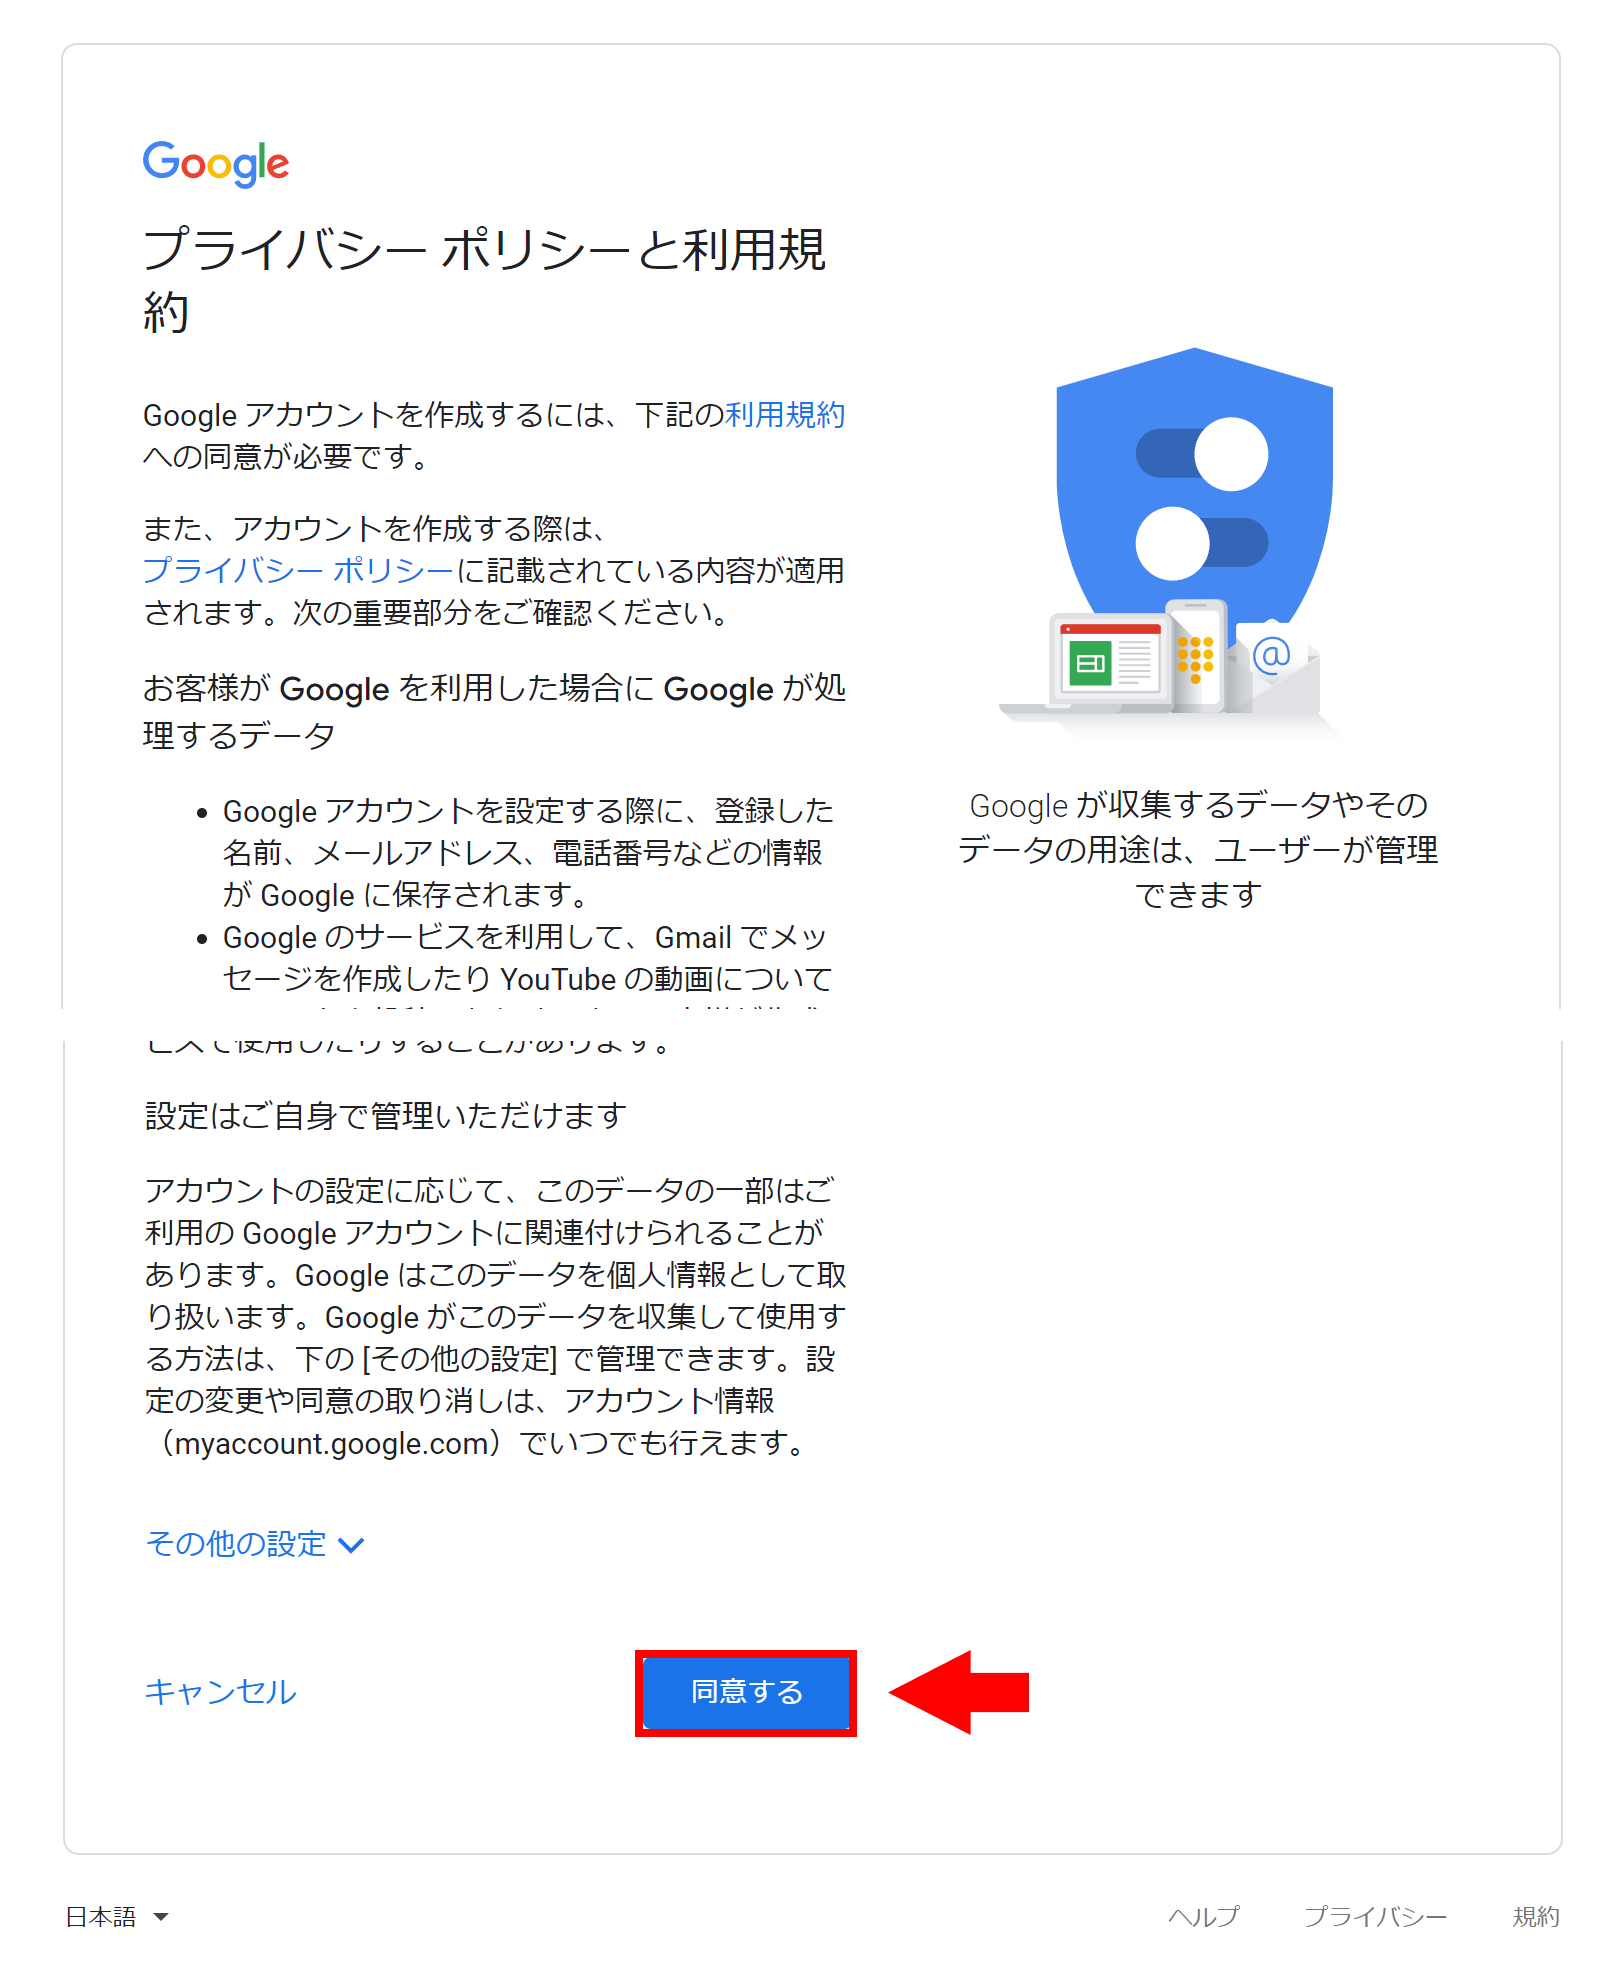 Google
プライバシー ポリシーと利用規
約
Google アカウントを作成するには、下記の利用規約
への同意が必要です。
また、アカウントを作成する際は、
プライバシー ポリシーに記載されている内容が適用
されます。次の重要部分をご確認ください。
お客様が Google を利用した場合に Google が処
理するデータ
• Google アカウントを設定する際に、登録した
名前、メールアドレス、電話番号などの情報
が Google に保存されます。
• Google のサービスを利用して、Gmail でメッ
セージを作成したり YouTube の動画について
@
Google が収集するデータやその
データの用途は、ユーザーが管理
できます
ビスで使用したりすることがあります。
設定はご自身で管理いただけます
アカウントの設定に応じて、このデータの一部はご
利用の Google アカウントに関連付けられることが
あります。Google はこのデータを個人情報として取
り扱います。Google がこのデータを収集して使用す
る方法は、下の [その他の設定] で管理できます。設
定の変更や同意の取り消しは、アカウント情報
（myaccount.google.com）でいつでも行えます。
その他の設定
キャンセル
同意する
日本語
ヘルプ
プライバシー
規約